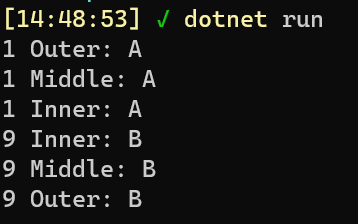 [14:48:53] ✓ dotnet run
1 Outer: A
1 Middle: A
1 Inner: A
9 Inner: B
9 Middle: B
9 Outer: B